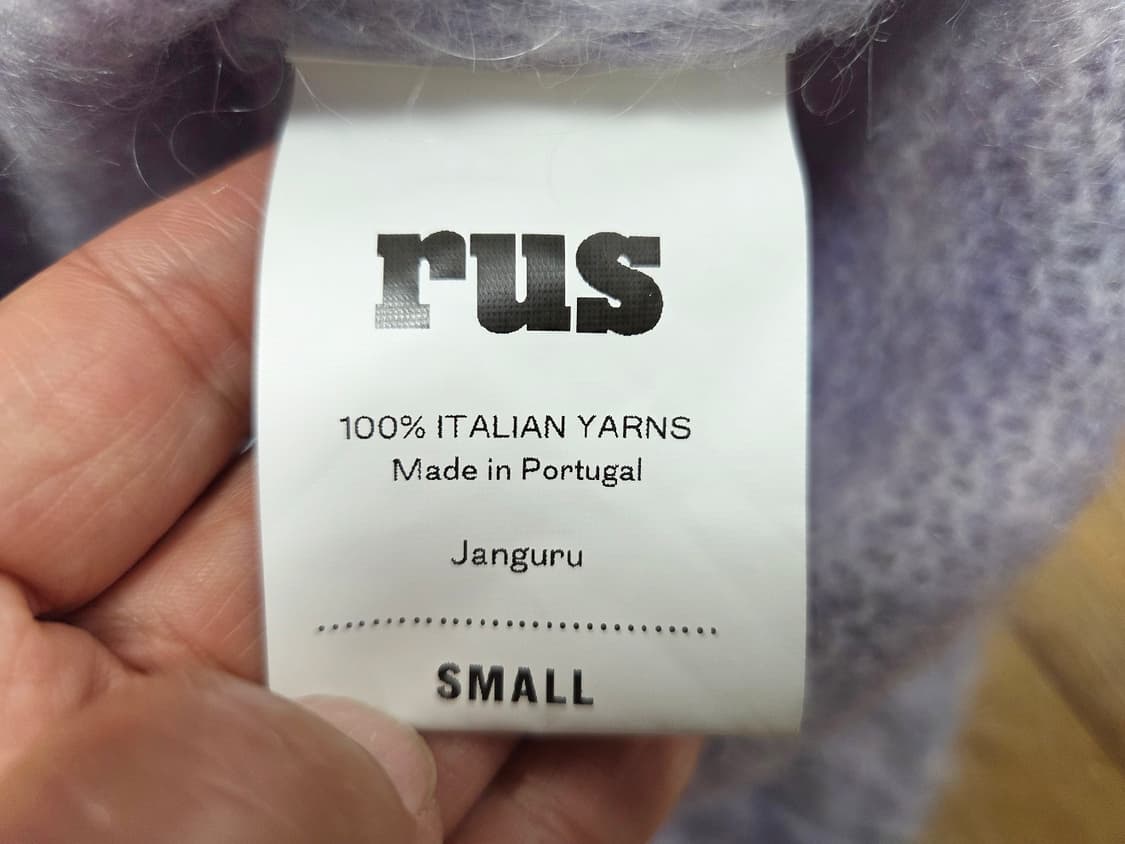 rus
100% ITALIAN YARNS
Made in Portugal
Janguru
SMALL